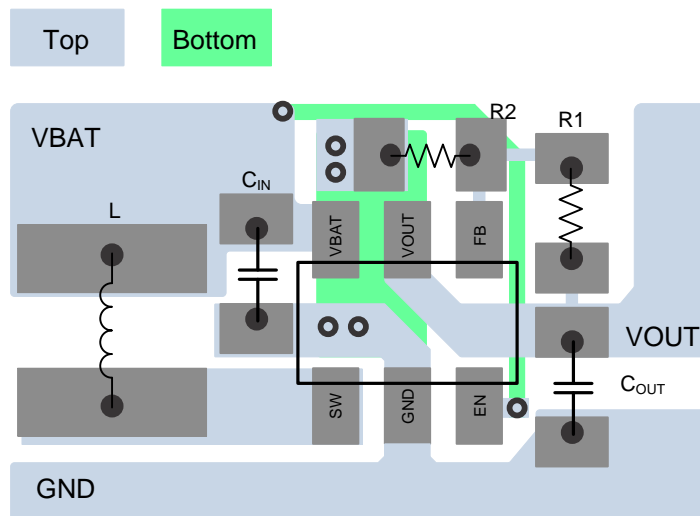 Top
Bottom
VBAT
R2
R1
L
CIN
VBAT
VOUT
FB
VOUT
COUT
SW
GND
EN
GND